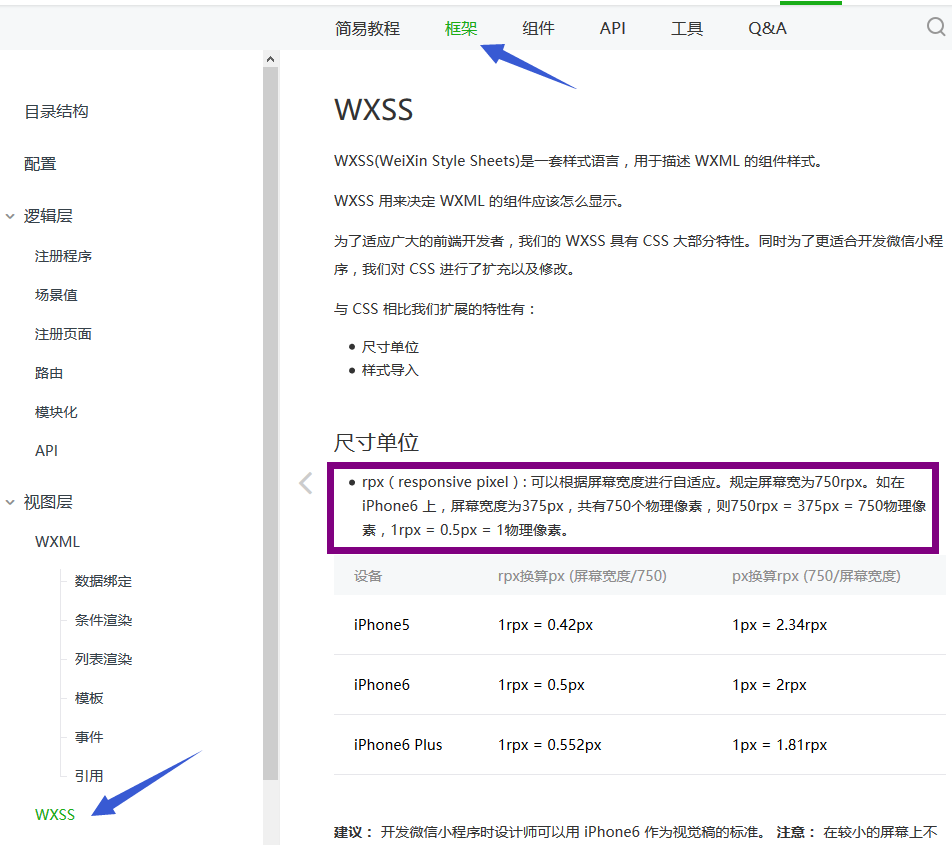 简易教程 框架 组件 API 工具 Q&A
目录结构
配置
逻辑层
注册程序
场景值
注册页面
路由
模块化
API
视图层
WXML
数据绑定
条件渲染
列表渲染
模板
事件
引用
WXSS
WXSS
WXSS(WeiXin Style Sheets)是一套样式语言，用于描述 WXML 的组件样式。
WXSS 用来决定 WXML 的组件应该怎么显示。
为了适应广大的前端开发者，我们的 WXSS 具有 CSS 大部分特性。同时为了更适合开发微信小程
序，我们对 CSS 进行了扩充以及修改。
与 CSS 相比我们扩展的特性有：
• 尺寸单位
• 样式导入
尺寸单位
• rpx（responsive pixel）: 可以根据屏幕宽度进行自适应。规定屏幕宽为750rpx。如在
iPhone6 上，屏幕宽度为375px，共有750个物理像素，则750rpx = 375px = 750物理像
素，1rpx = 0.5px = 1物理像素。
设备 rpx换算px (屏幕宽度/750) px换算rpx (750/屏幕宽度)
iPhone5 1rpx = 0.42px 1px = 2.34rpx
iPhone6 1rpx = 0.5px 1px = 2rpx
iPhone6 Plus 1rpx = 0.552px 1px = 1.81rpx
建议： 开发微信小程序时设计师可以用 iPhone6 作为视觉稿的标准。 注意： 在较小的屏幕上不